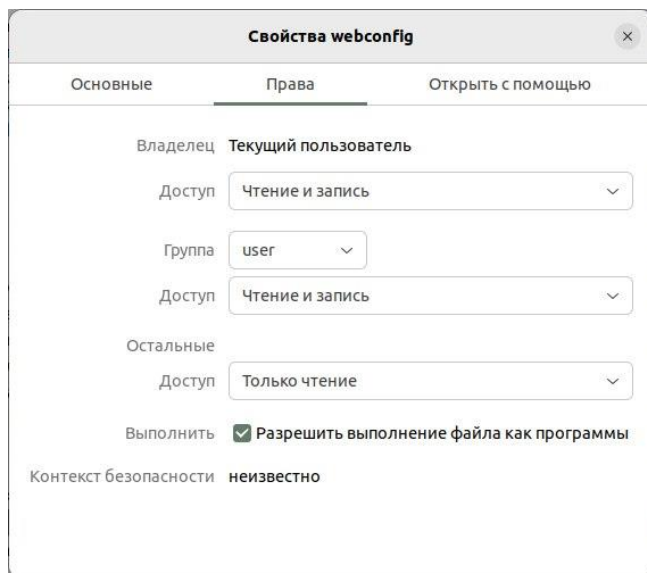 Свойства webconfig
Основные Права Открыть с помощью
Владелец Текущий пользователь
Доступ Чтение и запись
Группа user
Доступ Чтение и запись
Остальные
Доступ Только чтение
Выполнить Разрешить выполнение файла как программы
Контекст безопасности неизвестно